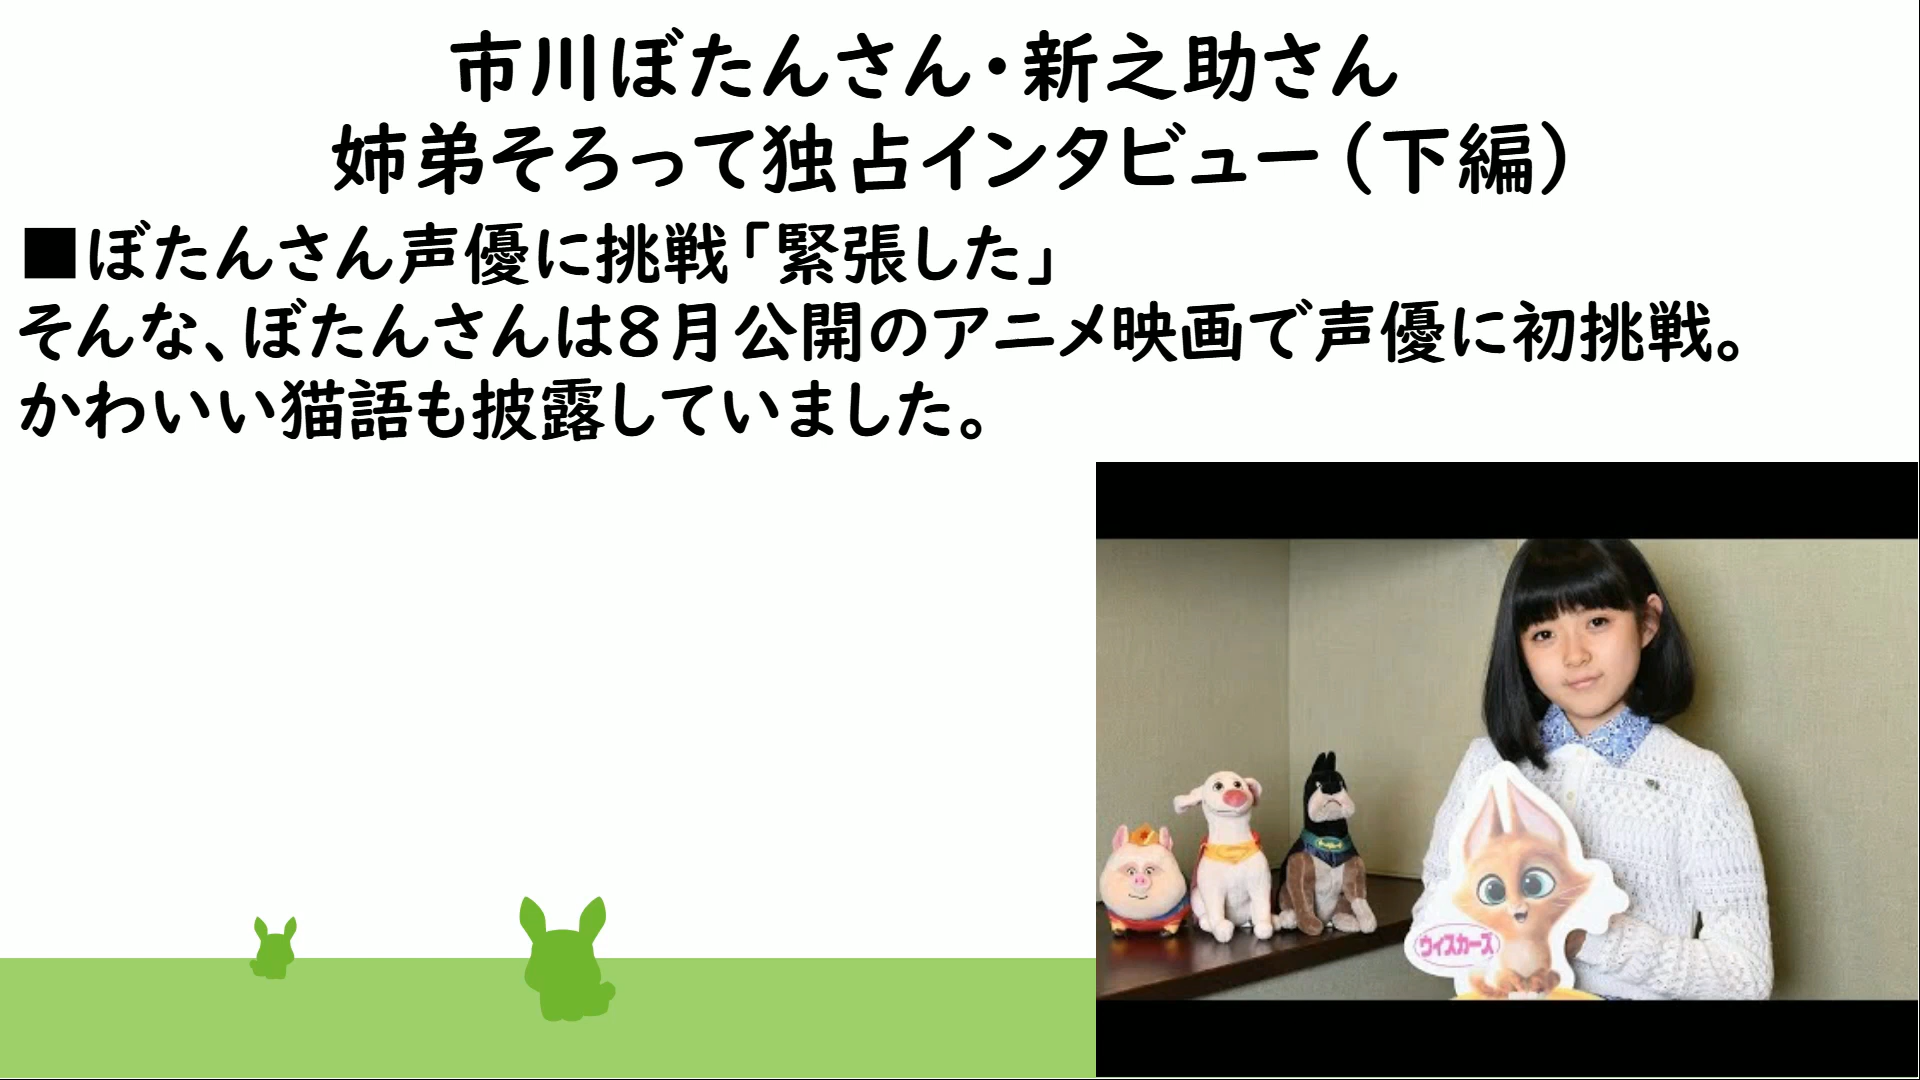 市川ぼたんさん・新之助さん
姉弟そろって独占インタビュー（下編）
■ぼたんさん声優に挑戦「緊張した」
そんな、ぼたんさんは８月公開のアニメ映画で声優に初挑戦。
かわいい猫語も披露していました。
ウィスカーズ